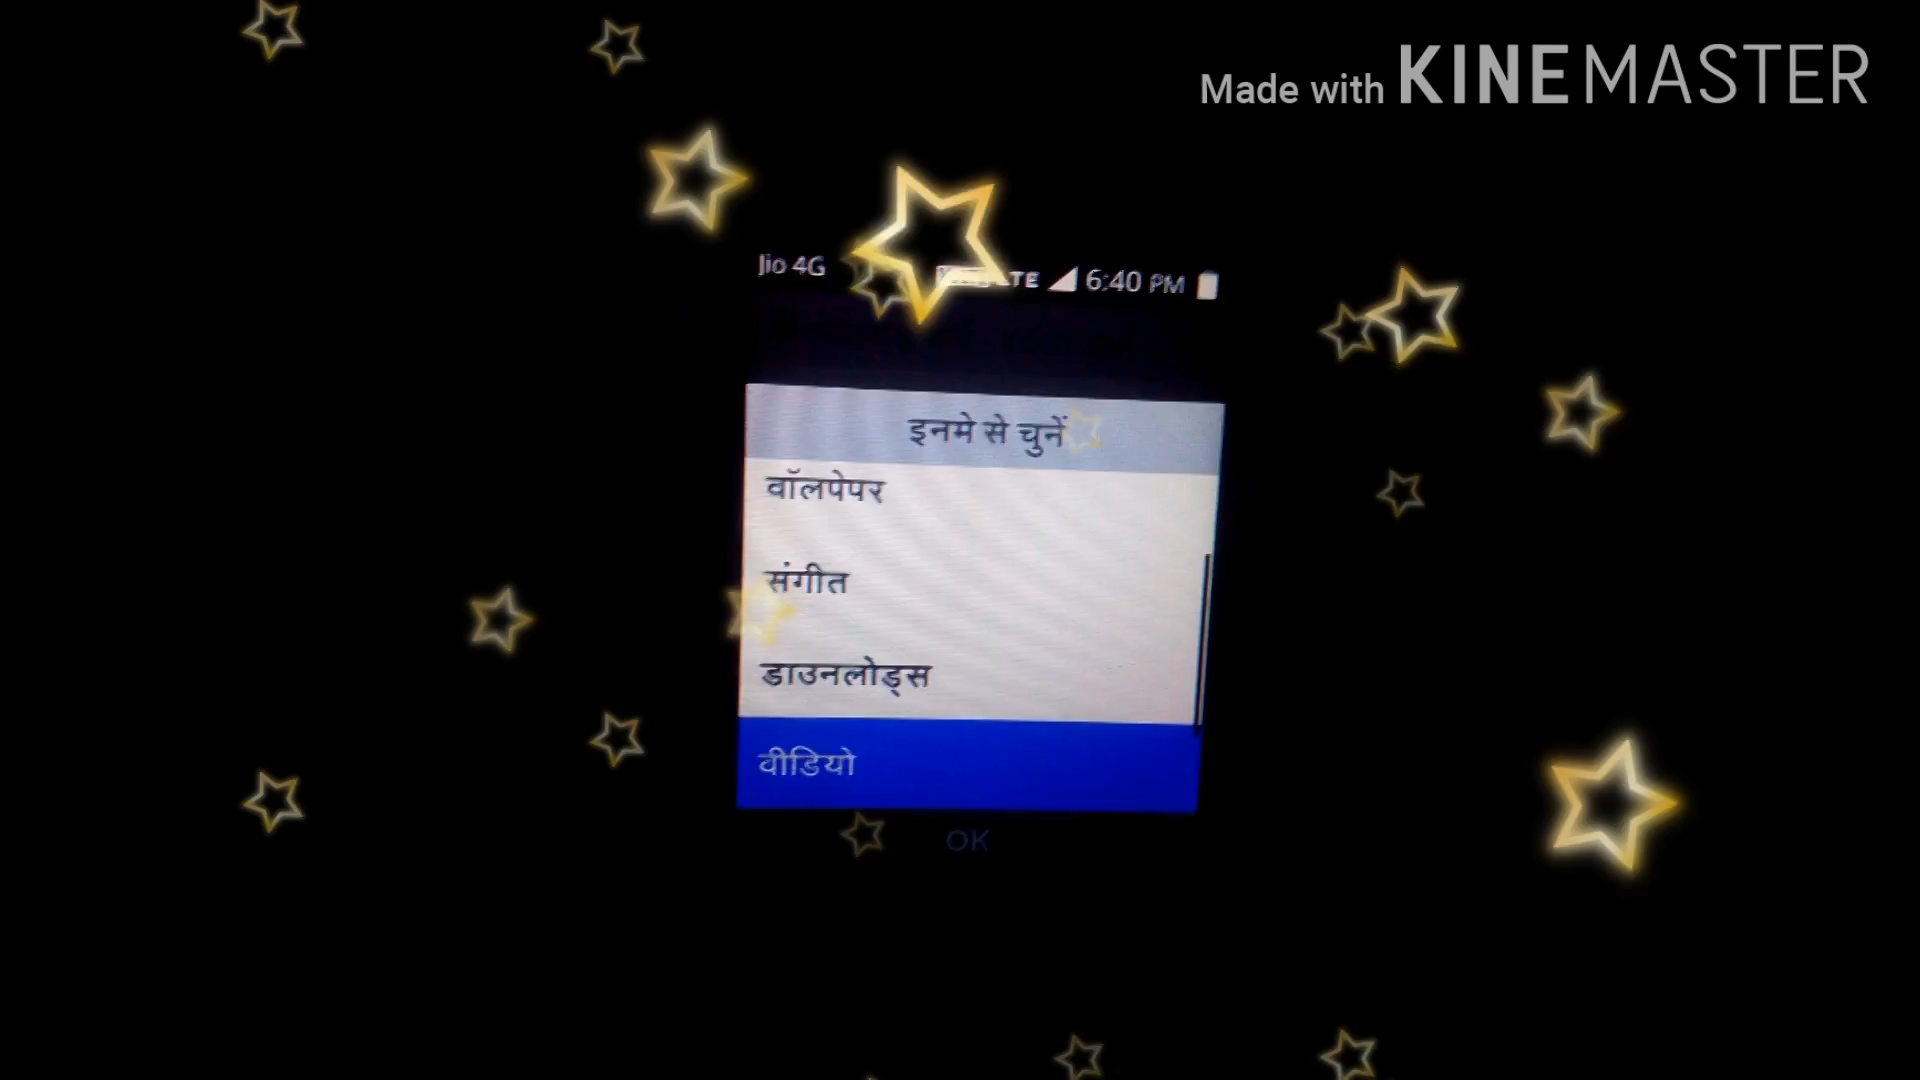 Made with KINEMASTER
Jio 4G 6:40 PM
इनमे से चुनें
वॉलपेपर
संगीत
डाउनलोड्स
वीडियो
OK